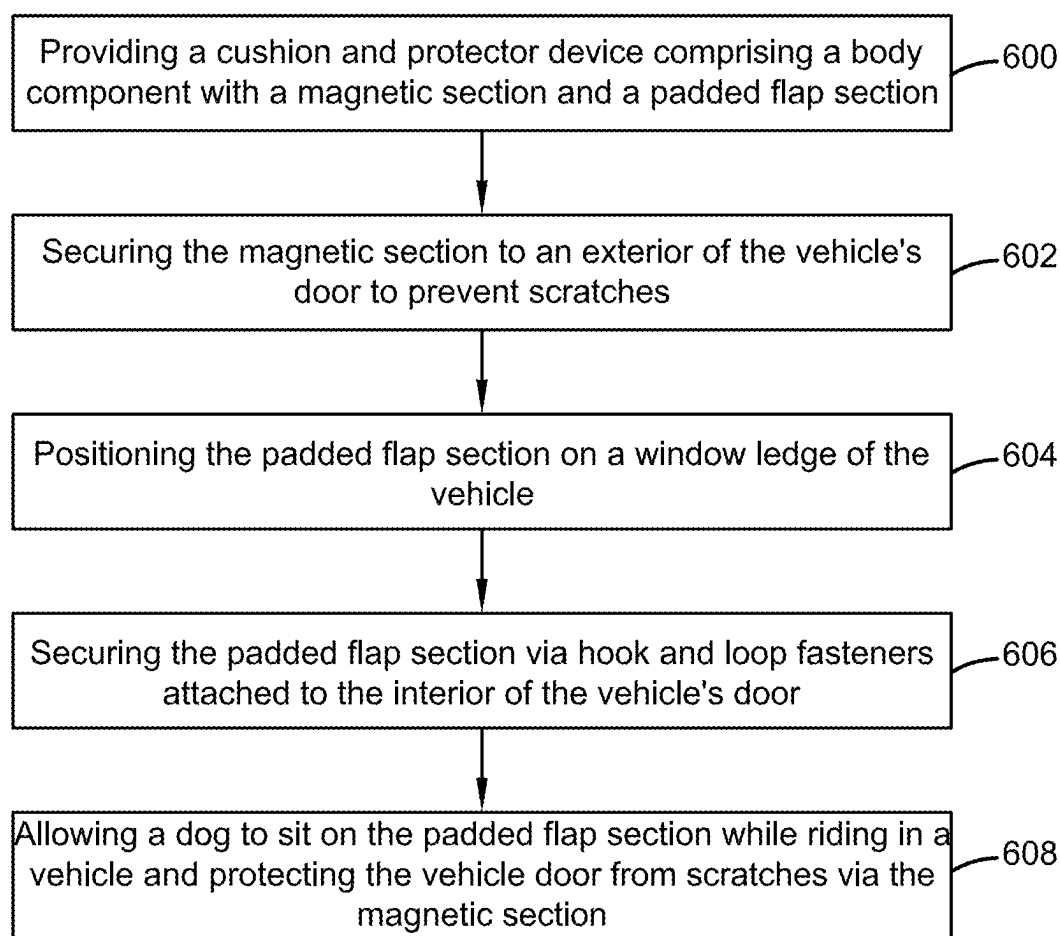 Providing a cushion and protector device comprising a body
component with a magnetic section and a padded flap section
600
Securing the magnetic section to an exterior of the vehicle's
door to prevent scratches
602
Positioning the padded flap section on a window ledge of the
vehicle
604
Securing the padded flap section via hook and loop fasteners
attached to the interior of the vehicle's door
606
Allowing a dog to sit on the padded flap section while riding in a
vehicle and protecting the vehicle door from scratches via the
magnetic section
608